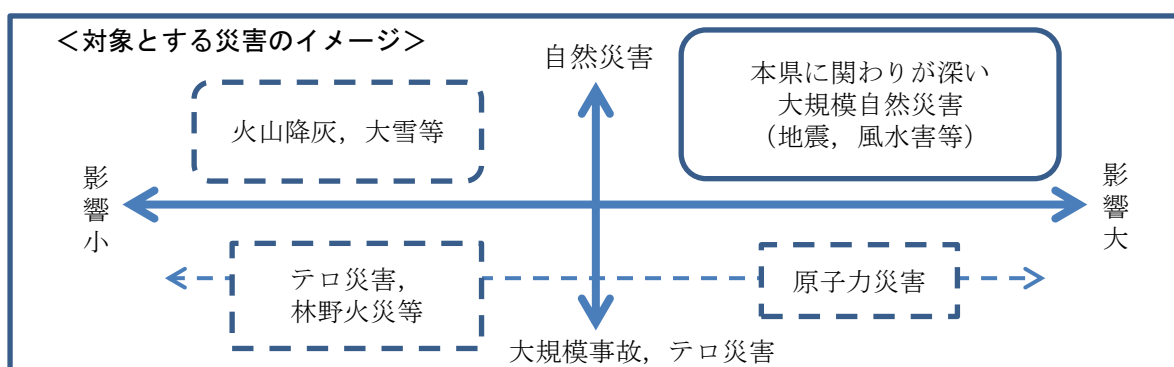 ＜対象とする災害のイメージ＞
自然災害
本県に関わりが深い
大規模自然災害
（地震，風水害等）
火山降灰，大雪等
影響小
影響大
テロ災害，
林野火災等
原子力災害
大規模事故，テロ災害